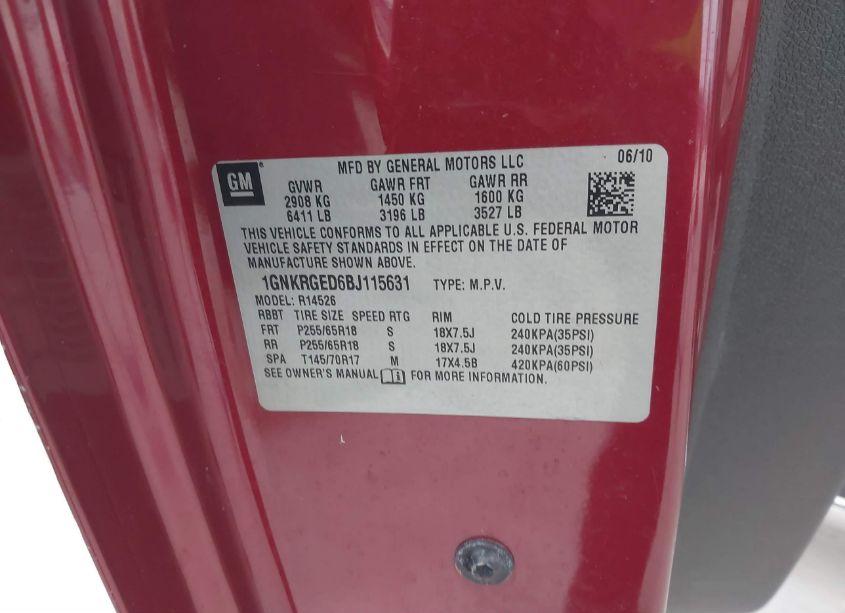 MFD BY GENERAL MOTORS LLC 06/10
GM
GVWR GAWR FRT GAWR RR
2908 KG 1450 KG 1600 KG
6411 LB 3196 LB 3527 LB
THIS VEHICLE CONFORMS TO ALL APPLICABLE U.S. FEDERAL MOTOR
VEHICLE SAFETY STANDARDS IN EFFECT ON THE DATE OF
MANUFACTURE SHOWN ABOVE.
1GNKRGED6BJ115631 TYPE: M.P.V.
MODEL: R14526
RBBT TIRE SIZE SPEED RTG RIM COLD TIRE PRESSURE
FRT P255/65R18 S 18X7.5J 240KPA(35PSI)
RR P255/65R18 S 18X7.5J 240KPA(35PSI)
SPA T145/70R17 M 17X4.5B 420KPA(60PSI)
SEE OWNER'S MANUAL FOR MORE INFORMATION.